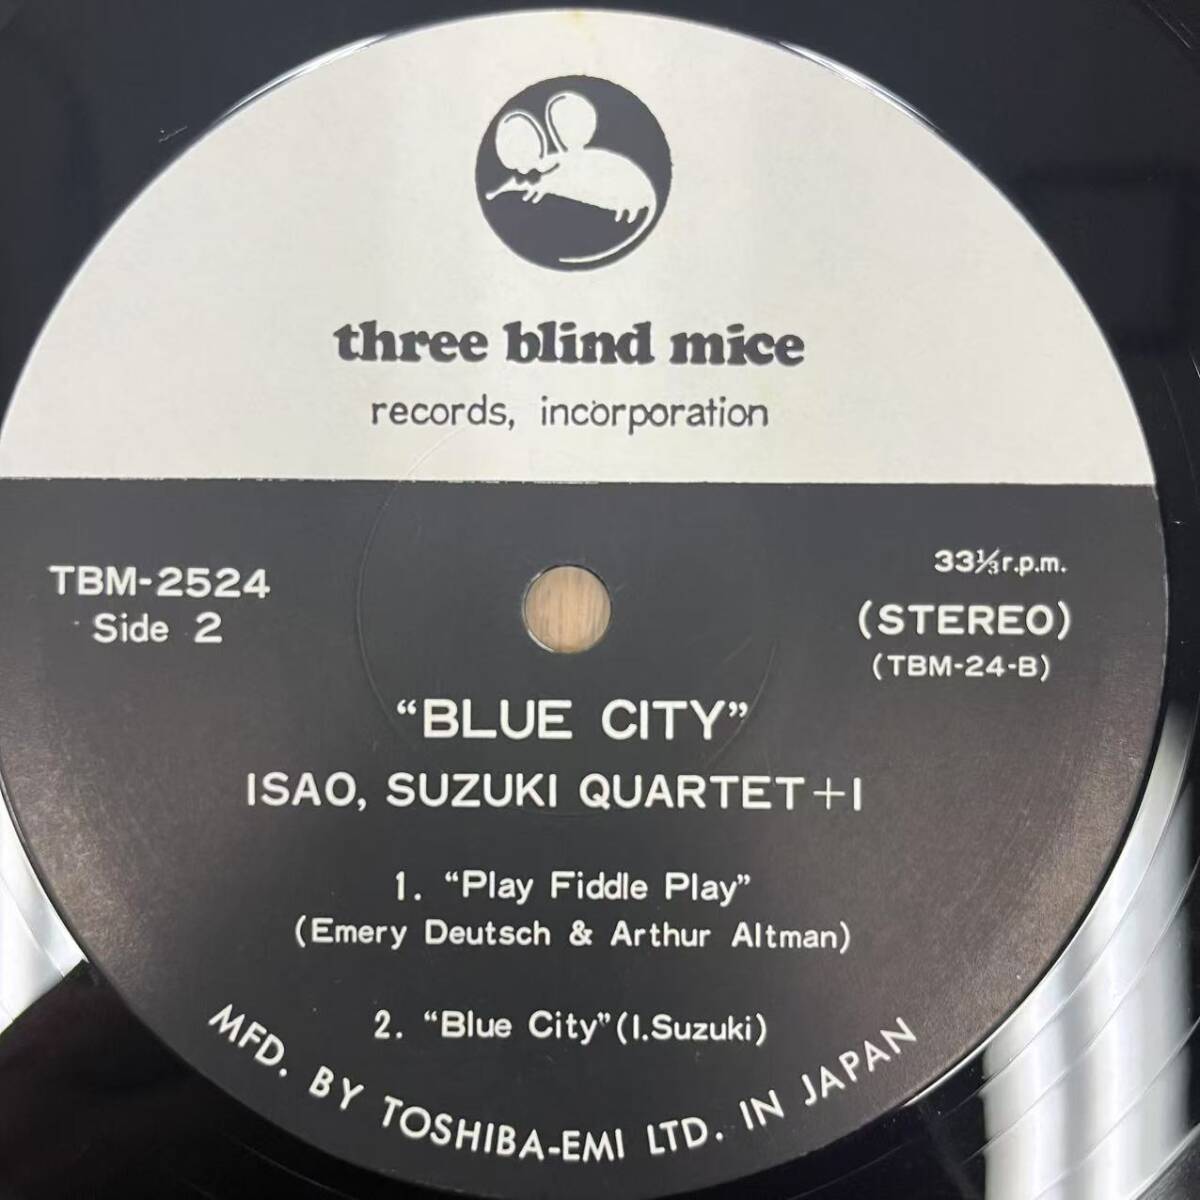 three blind mice
records, incorporation
TBM-2524
Side 2
33⅓ r.p.m.
(STEREO)
(TBM-24-B)
“BLUE CITY”
ISAO, SUZUKI QUARTET+1
1. “Play Fiddle Play”
(Emery Deutsch & Arthur Altman)
2. “Blue City” (I.Suzuki)
MFD. BY TOSHIBA-EMI LTD. IN JAPAN